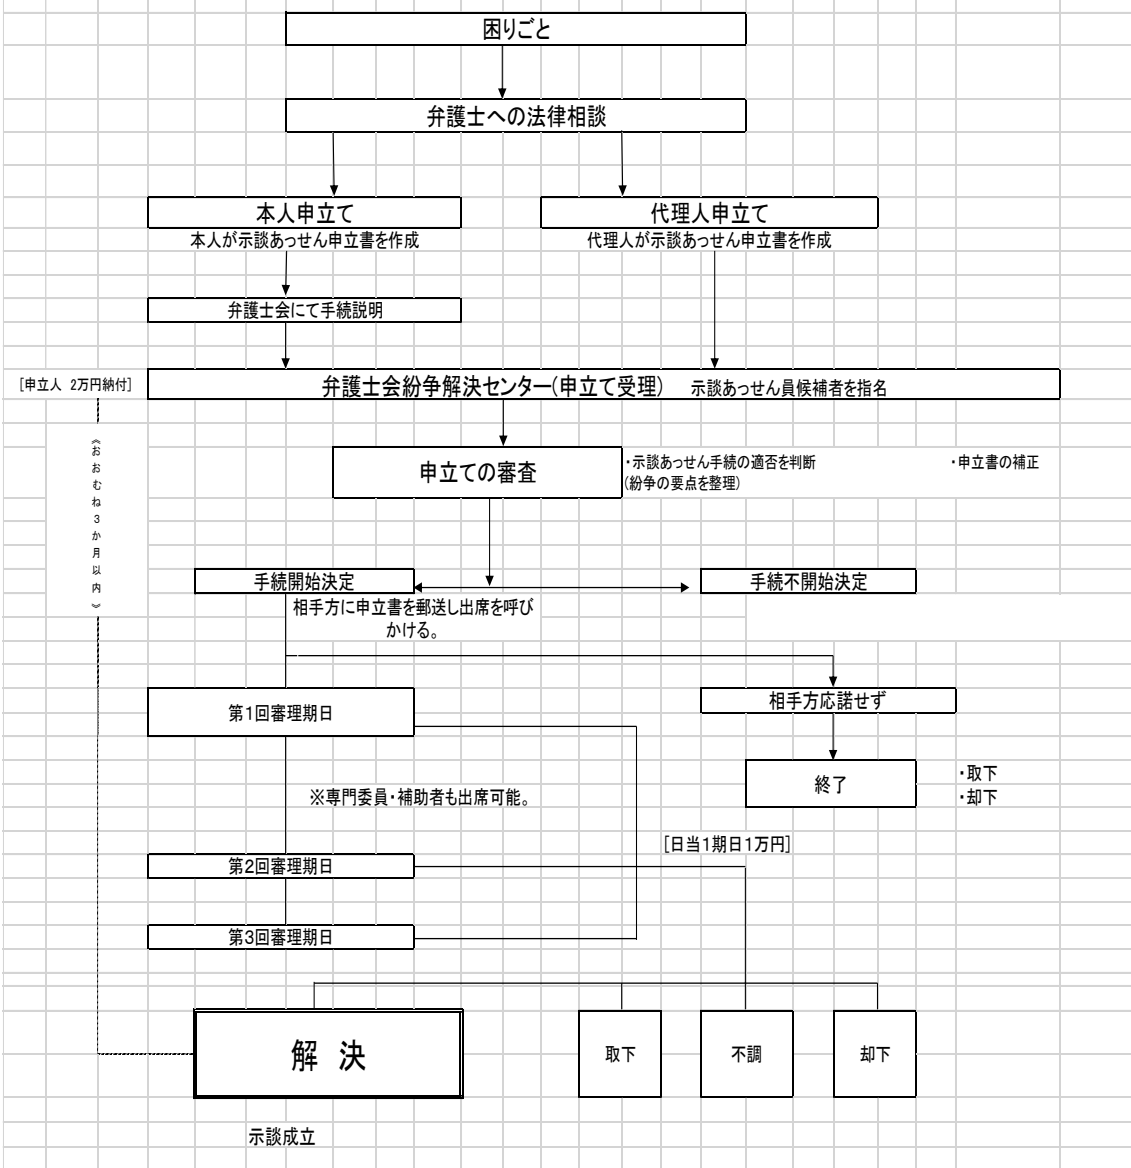 困りごと
弁護士への法律相談
本人申立て
代理人申立て
本人が示談あっせん申立書を作成
代理人が示談あっせん申立書を作成
弁護士会にて手続説明
[申立人 2万円納付]
弁護士会紛争解決センター(申立て受理) 示談あっせん員候補者を指名
《おおむね3か月以内》
申立ての審査
・示談あっせん手続の適否を判断 ・申立書の補正
(紛争の要点を整理)
手続開始決定
手続不開始決定
相手方に申立書を郵送し出席を呼び
かける。
第1回審理期日
相手方応諾せず
終了
・取下
・却下
※専門委員・補助者も出席可能。
[日当1期日1万円]
第2回審理期日
第3回審理期日
解 決
取下
不調
却下
示談成立